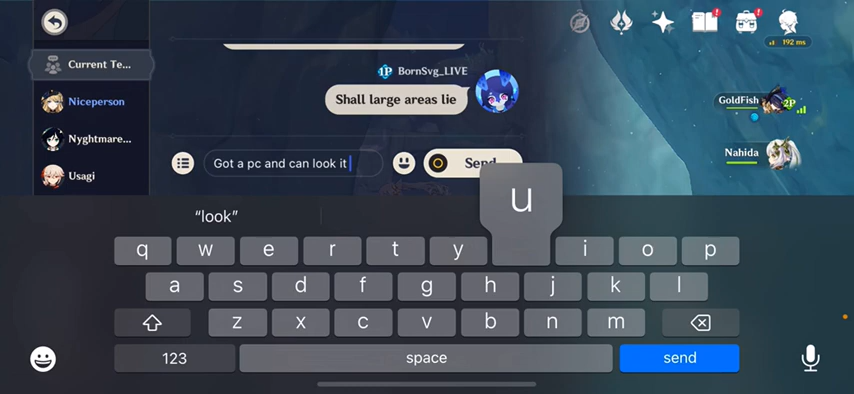 192 ms
Current Te...
1P BornSvg_LIVE
Niceperson
Shall large areas lie
GoldFish
2P
Nyghtmare...
Nahida
Got a pc and can look it
Send
Usagi
u
"look"
q w e r t y i o p
a s d f g h j k l
z x c v b n m
123
space
send